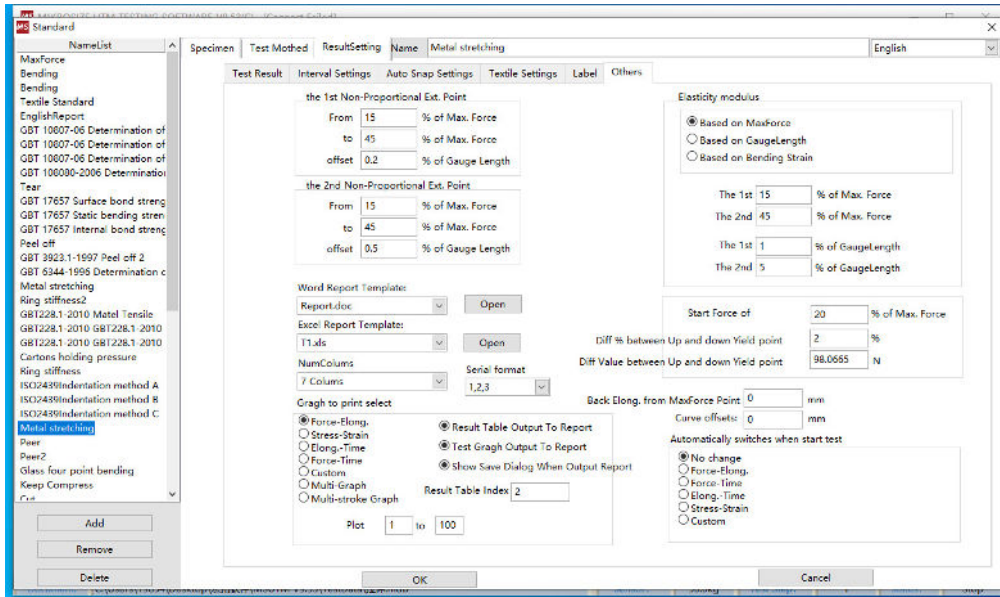 MIKROSIZE UTM TESTING SOFTWARE
Standard
NameList
MaxForce
Bending
Bending
Textile Standard
EnglishReport
GBT 10807-06 Determination of
GBT 10807-06 Determination of
GBT 10807-06 Determination of
GBT 108080-2006 Determination
Tear
GBT 17657 Surface bond streng
GBT 17657 Static bending stren
GBT 17657 Internal bond streng
Peel off
GBT 3923.1-1997 Peel off 2
GBT 6344-1996 Determination c
Metal stretching
Ring stiffness2
GBT228.1-2010 Matel Tensile
GBT228.1-2010 GBT228.1-2010
GBT228.1-2010 GBT228.1-2010
Cartons holding pressure
Ring stiffness
ISO2439Indentation method A
ISO2439Indentation method B
ISO2439Indentation method C
Metal stretching
Peer
Peer2
Glass four point bending
Keep Compress
Cut
Add
Remove
Delete
Specimen Test Mothed ResultSetting Name Metal stretching English
Test Result Interval Settings Auto Snap Settings Textile Settings Label Others
the 1st Non-Proportional Ext. Point
From 15 % of Max. Force
to 45 % of Max. Force
offset 0.2 % of Gauge Length
the 2nd Non-Proportional Ext. Point
From 15 % of Max. Force
to 45 % of Max. Force
offset 0.5 % of Gauge Length
Word Report Template:
Report.doc Open
Excel Report Template:
T1.xls Open
NumColums
7 Colums
Serial format
1,2,3
Gragh to print select
Force-Elong.
Stress-Strain
Elong.-Time
Force-Time
Custom
Multi-Graph
Multi-stroke Graph
Result Table Output To Report
Test Gragh Output To Report
Show Save Dialog When Output Report
Result Table Index 2
Plot 1 to 100
Elasticity modulus
Based on MaxForce
Based on GaugeLength
Based on Bending Strain
The 1st 15 % of Max. Force
The 2nd 45 % of Max. Force
The 1st 1 % of GaugeLength
The 2nd 5 % of GaugeLength
Start Force of 20 % of Max. Force
Diff % between Up and down Yield point 2 %
Diff Value between Up and down Yield point 98.0665 N
Back Elong. from MaxForce Point 0 mm
Curve offsets: 0 mm
Automatically switches when start test
No change
Force-Elong.
Force-Time
Elong.-Time
Stress-Strain
Custom
OK Cancel